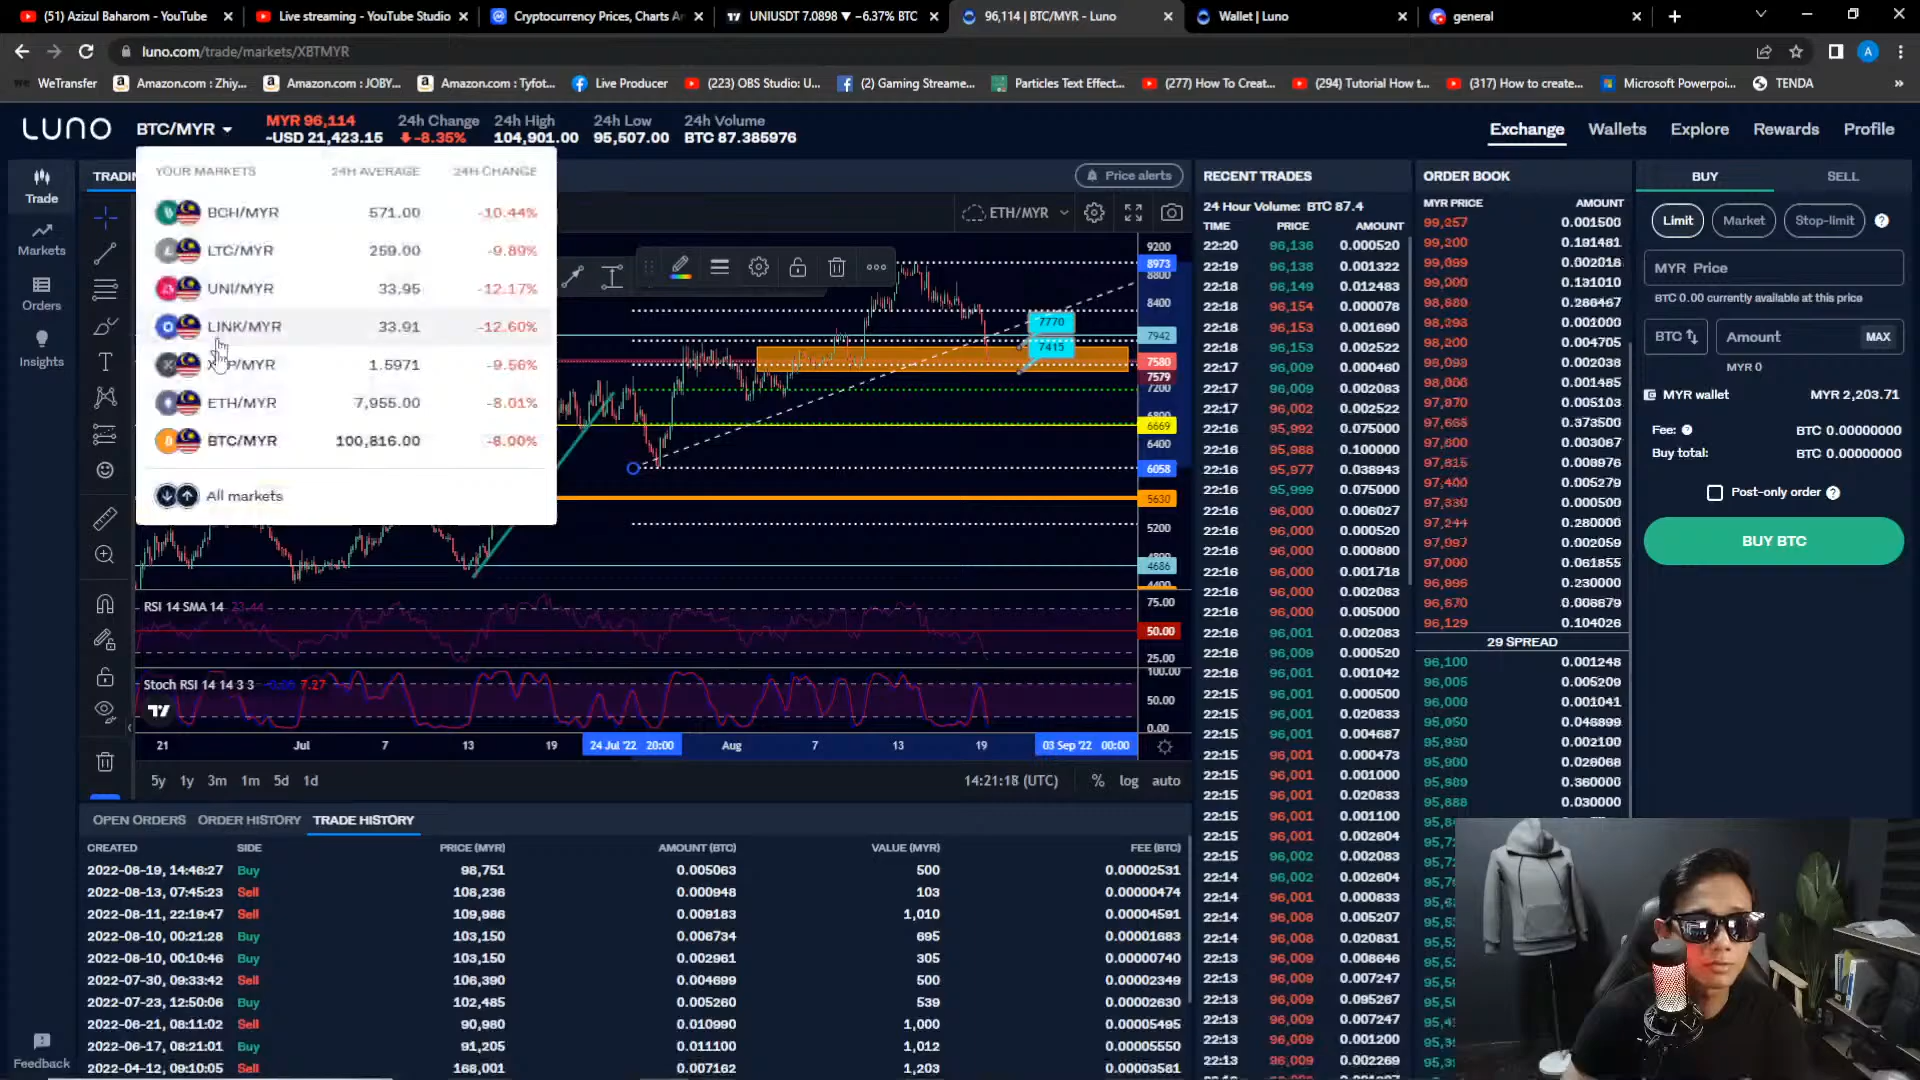 (51) Azizul Baharom - YouTube
Live streaming - YouTube Studio
Cryptocurrency Prices, Charts A
UNIUSDT 7.0898 ▼ −6.37% BTC
96,114 | BTC/MYR - Luno
Wallet | Luno
general
luno.com/trade/markets/XBTMYR
WeTransfer
Amazon.com : Zhiy...
Amazon.com : JOBY...
Amazon.com : Tyfot...
Live Producer
(223) OBS Studio: U...
(2) Gaming Streame...
Particles Text Effect...
(277) How To Creat...
(294) Tutorial How t...
(317) How to create...
Microsoft Powerpoi...
TENDA
LUNO
BTC/MYR
MYR 96,114
~USD 21,423.15
24h Change
-8.35%
24h High
104,901.00
24h Low
95,507.00
24h Volume
BTC 87.385976
Exchange
Wallets
Explore
Rewards
Profile
Trade
Markets
Orders
Insights
Feedback
YOUR MARKETS 24H AVERAGE 24H CHANGE
BCH/MYR 571.00 -10.44%
LTC/MYR 259.00 -9.89%
UNI/MYR 33.95 -12.17%
LINK/MYR 33.91 -12.60%
P/MYR 1.5971 -9.56%
ETH/MYR 7,955.00 -8.01%
BTC/MYR 100,816.00 -8.00%
All markets
Price alerts
ETH/MYR
9200
8973
8800
8400
7942
7580
7579
7200
6669
6400
6058
5630
5200
4686
4400
7770
7415
RSI 14 SMA 14 23.44
75.00
50.00
25.00
Stoch RSI 14 14 3 3 7.27
100.00
50.00
0.00
21 Jul 7 13 19 24 Jul '22 20:00 Aug 7 13 19 03 Sep '22 00:00
5y 1y 3m 1m 5d 1d
14:21:18 (UTC) % log auto
OPEN ORDERS ORDER HISTORY TRADE HISTORY
CREATED SIDE PRICE (MYR) AMOUNT (BTC) VALUE (MYR) FEE (BTC)
2022-08-19, 14:46:27 Buy 98,751 0.005063 500 0.00002531
2022-08-13, 07:45:23 Sell 108,236 0.000948 103 0.00000474
2022-08-11, 22:19:47 Sell 109,986 0.009183 1,010 0.00004591
2022-08-10, 00:21:28 Buy 103,150 0.006734 695 0.00001683
2022-08-10, 00:10:46 Buy 103,150 0.002961 305 0.00000740
2022-07-30, 09:33:42 Sell 106,390 0.004699 500 0.00002349
2022-07-23, 12:50:06 Buy 102,485 0.005260 539 0.00002630
2022-06-21, 08:11:02 Sell 90,980 0.010990 1,000 0.00005495
2022-06-17, 08:21:01 Buy 91,205 0.011100 1,012 0.00005550
2022-04-12, 09:10:05 Sell 168,001 0.007162 1,203 0.00003581
RECENT TRADES
24 Hour Volume: BTC 87.4
TIME PRICE AMOUNT
22:20 96,136 0.000520
22:19 96,138 0.001322
22:18 96,149 0.012483
22:18 96,154 0.000078
22:18 96,153 0.001690
22:18 96,153 0.002522
22:17 96,009 0.000460
22:17 96,009 0.002083
22:17 96,002 0.002522
22:16 95,992 0.075000
22:16 95,988 0.100000
22:16 95,977 0.038943
22:16 95,999 0.075000
22:16 96,000 0.006027
22:16 96,000 0.000520
22:16 96,000 0.000800
22:16 96,000 0.001718
22:16 96,000 0.002083
22:16 96,000 0.005000
22:16 96,001 0.002083
22:16 96,009 0.000520
22:16 96,001 0.001042
22:15 96,001 0.000500
22:15 96,001 0.020833
22:15 96,001 0.004687
22:15 96,001 0.000473
22:15 96,001 0.001000
22:15 96,001 0.020833
22:15 96,001 0.001100
22:15 96,001 0.002604
22:15 96,002 0.002083
22:14 96,002 0.002604
22:14 96,001 0.000833
22:14 96,008 0.005207
22:14 96,008 0.020831
22:13 96,009 0.008646
22:13 96,009 0.007247
22:13 96,009 0.095267
22:13 96,009 0.007247
22:13 96,009 0.001200
22:13 96,009 0.002269
ORDER BOOK
MYR PRICE AMOUNT
99,257 0.001500
99,200 0.191481
99,099 0.002018
99,000 0.131010
98,880 0.266467
98,298 0.001000
98,200 0.004705
98,098 0.002038
98,000 0.001485
97,970 0.005103
97,668 0.373500
97,600 0.003067
97,515 0.008976
97,400 0.005279
97,330 0.000500
97,244 0.280000
97,097 0.002059
97,000 0.061855
96,996 0.230000
96,670 0.006679
96,129 0.104026
29 SPREAD
96,100 0.001248
96,005 0.005209
96,000 0.001041
95,950 0.046899
95,930 0.002100
95,900 0.028068
95,889 0.360000
95,888 0.030000
BUY SELL
Limit Market Stop-limit
MYR Price
BTC 0.00 currently available at this price
BTC Amount MAX
MYR 0
MYR wallet MYR 2,203.71
Fee: BTC 0.00000000
Buy total: BTC 0.00000000
Post-only order
BUY BTC